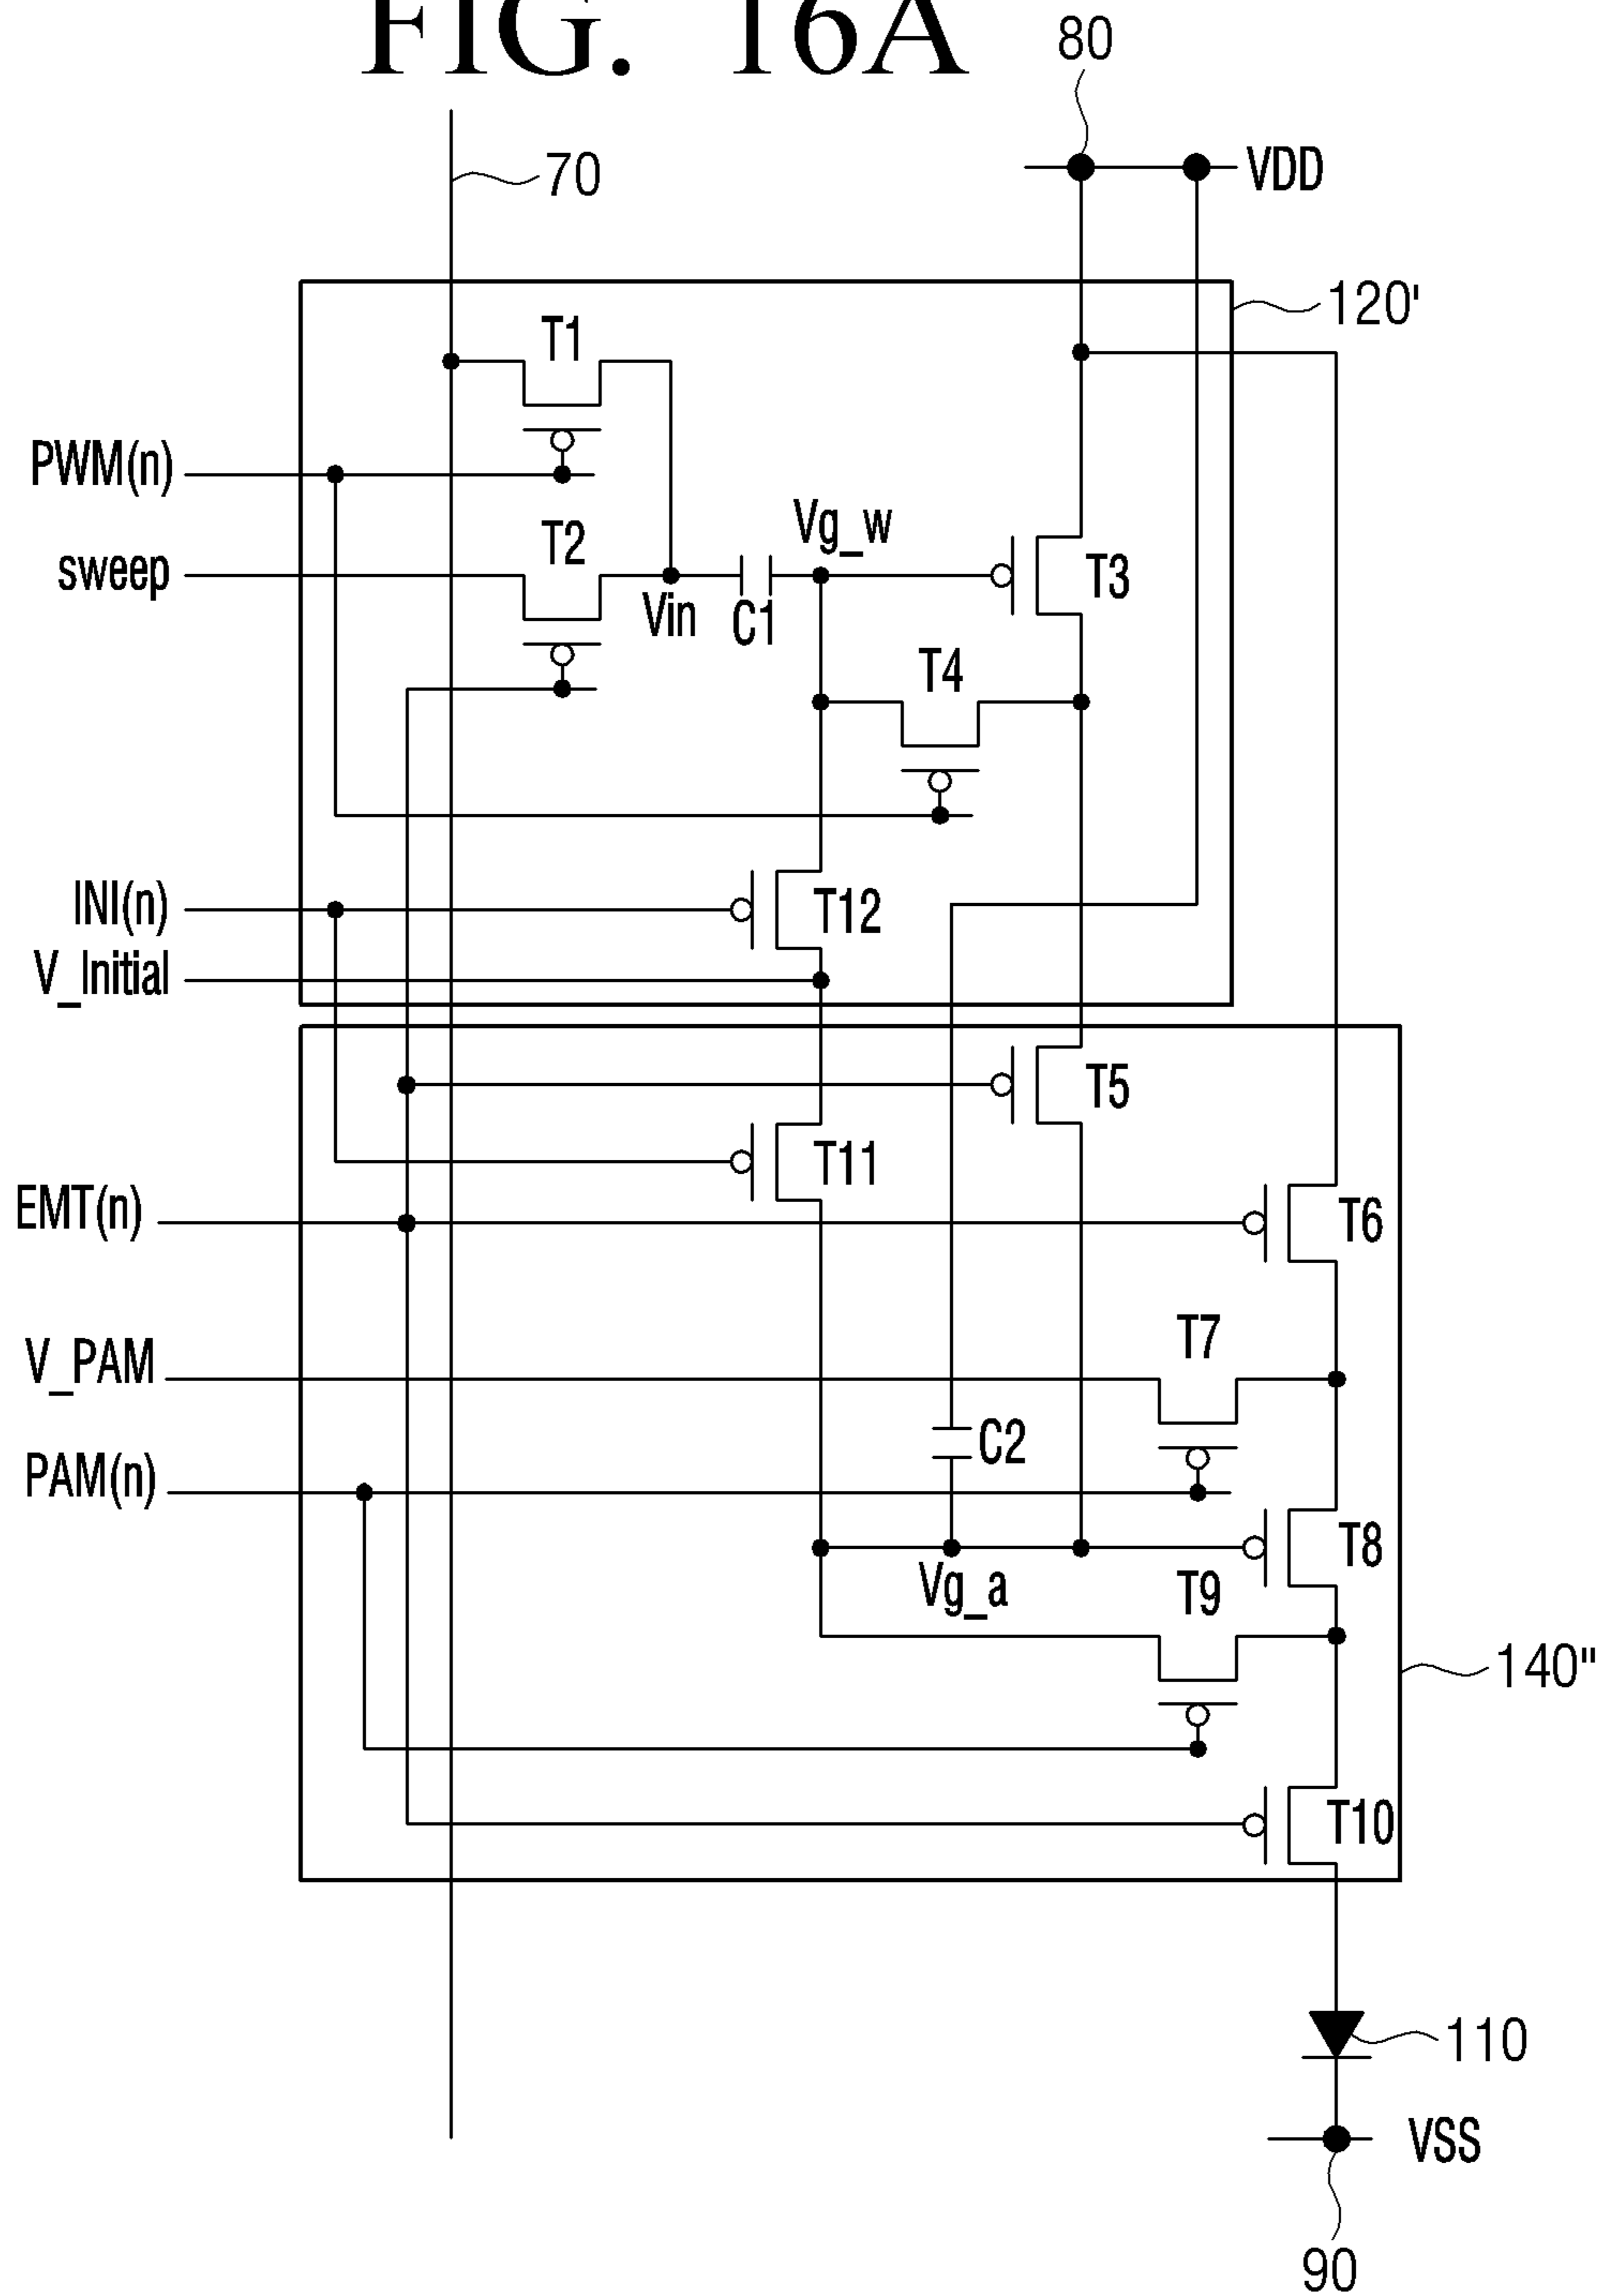 FIG. 16A
80
70
VDD
120'
T1
PWM(n)
T2
Vg_w
sweep
T3
Vin
C1
T4
INI(n)
T12
V_Initial
T5
T11
EMT(n)
T6
T7
V_PAM
C2
PAM(n)
T8
Vg_a
T9
140"
T10
110
VSS
90